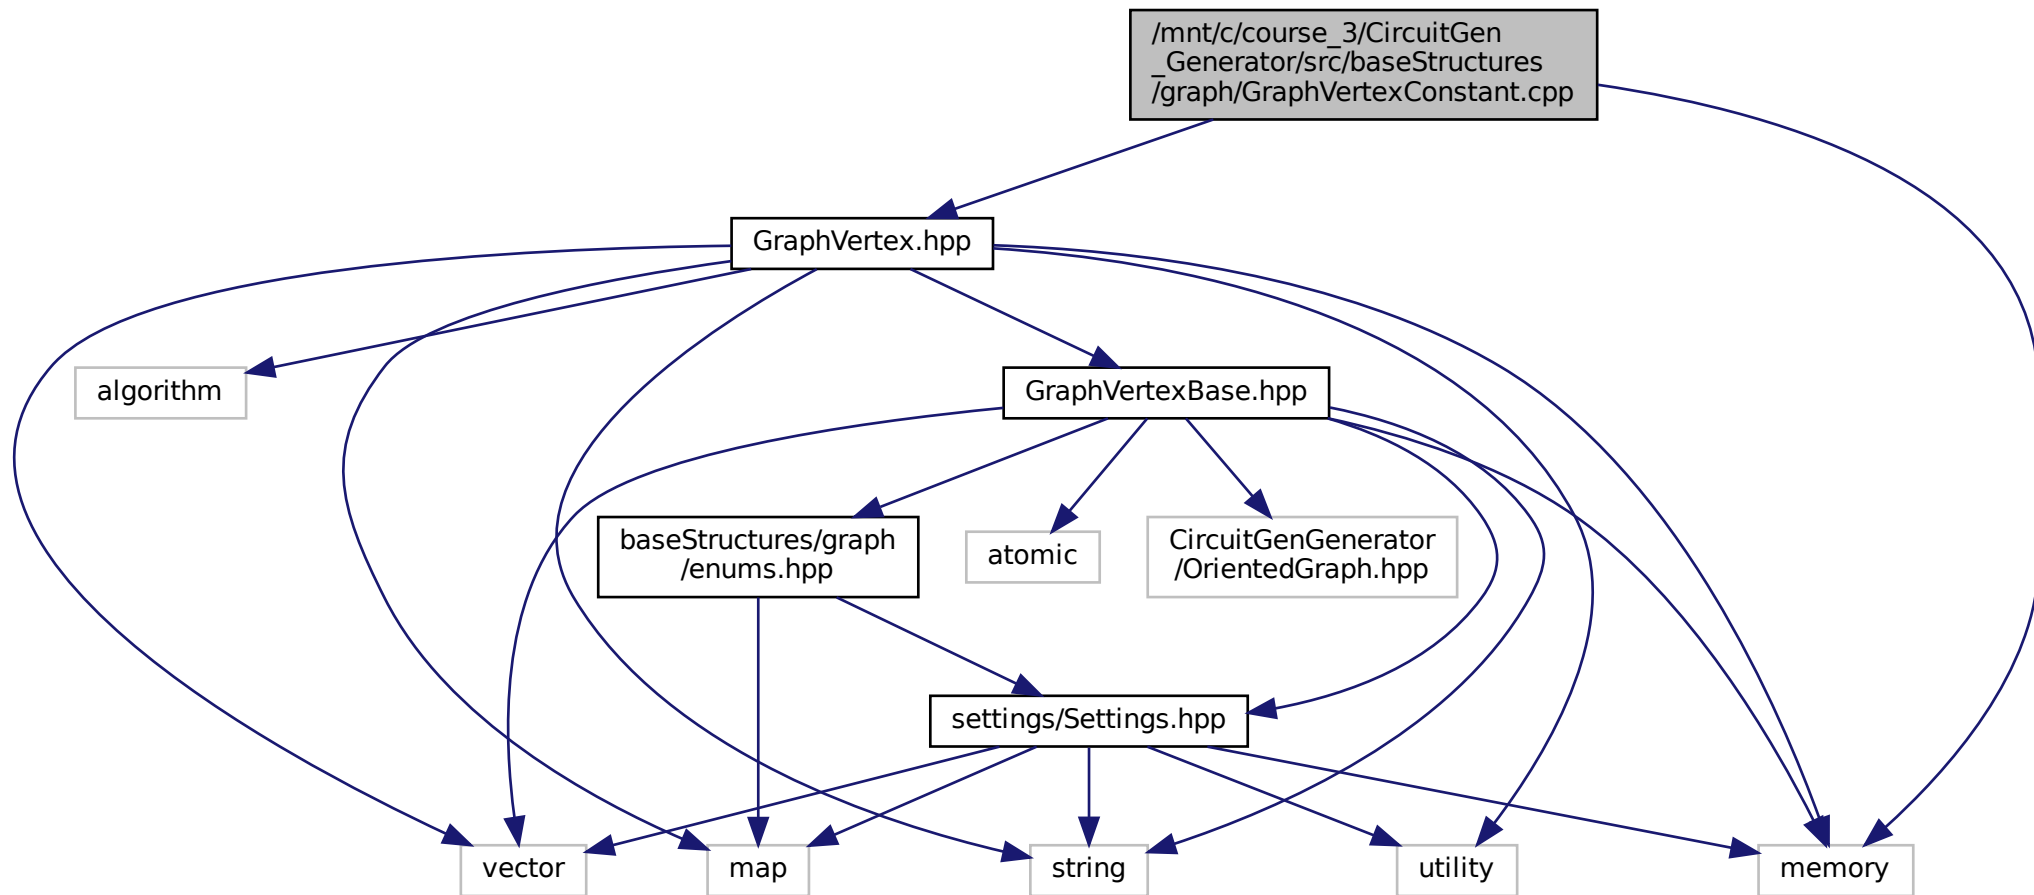 /mnt/c/course_3/CircuitGen
_Generator/src/baseStructures
/graph/GraphVertexConstant.cpp
GraphVertex.hpp
algorithm
GraphVertexBase.hpp
baseStructures/graph
/enums.hpp
atomic
CircuitGenGenerator
/OrientedGraph.hpp
settings/Settings.hpp
vector
map
string
utility
memory